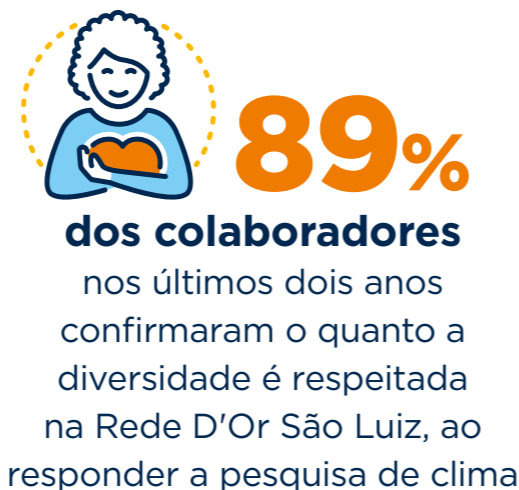 89%
dos colaboradores
nos últimos dois anos
confirmaram o quanto a
diversidade é respeitada
na Rede D'Or São Luiz, ao
responder a pesquisa de clima